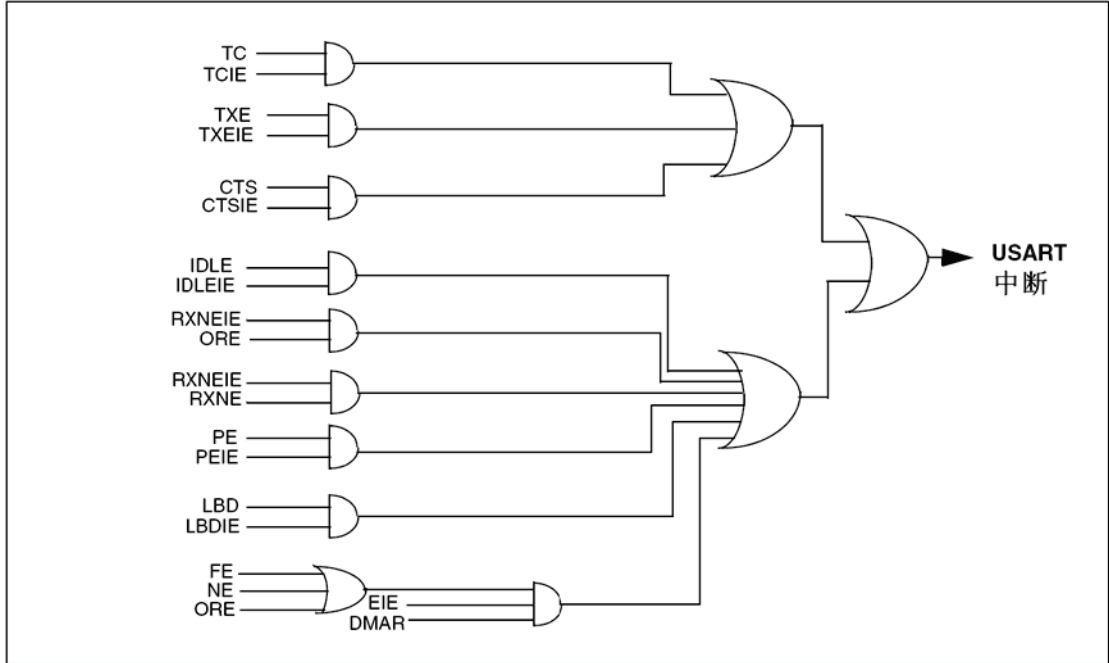 TC
TCIE
TXE
TXEIE
CTS
CTSIE
IDLE
IDLEIE
RXNEIE
ORE
RXNEIE
RXNE
PE
PEIE
LBD
LBDIE
FE
NE
ORE
EIE
DMAR
USART
中断